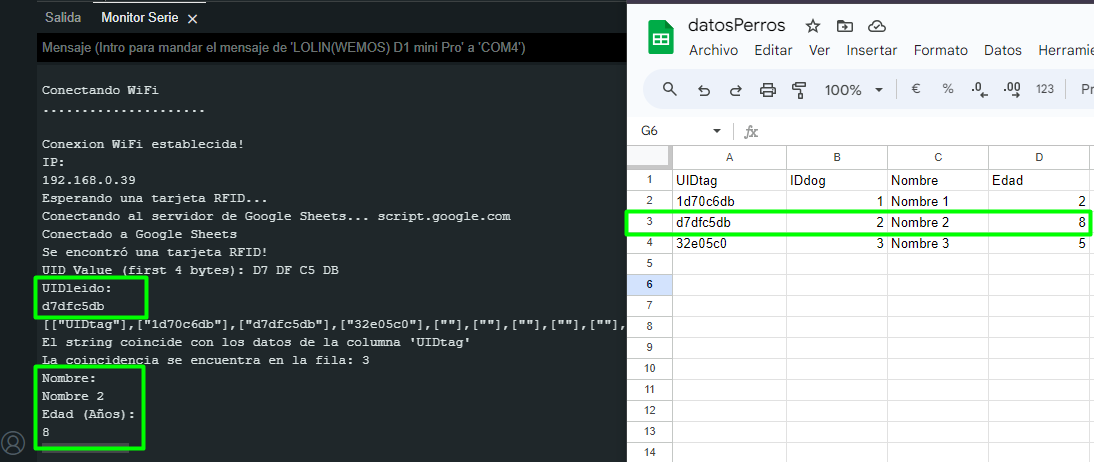 Salida Monitor Serie ×
Mensaje (Intro para mandar el mensaje de 'LOLIN(WEMOS) D1 mini Pro' a 'COM4')
Conectando WiFi
.....................
Conexion WiFi establecida!
IP:
192.168.0.39
Esperando una tarjeta RFID...
Conectando al servidor de Google Sheets... script.google.com
Conectado a Google Sheets
Se encontró una tarjeta RFID!
UID Value (first 4 bytes): D7 DF C5 DB
UIDleido:
d7dfc5db
[["UIDtag"],["1d70c6db"],["d7dfc5db"],["32e05c0"],[""],[""],[""],[""],[""],
El string coincide con los datos de la columna 'UIDtag'
La coincidencia se encuentra en la fila: 3
Nombre:
Nombre 2
Edad (Años):
8
datosPerros
Archivo Editar Ver Insertar Formato Datos Herramie
100% € % .0 .00 123 Pr
G6 fx
A B C D
1 UIDtag IDdog Nombre Edad
2 1d70c6db 1 Nombre 1 2
3 d7dfc5db 2 Nombre 2 8
4 32e05c0 3 Nombre 3 5
5
6
7
8
9
10
11
12
13
14